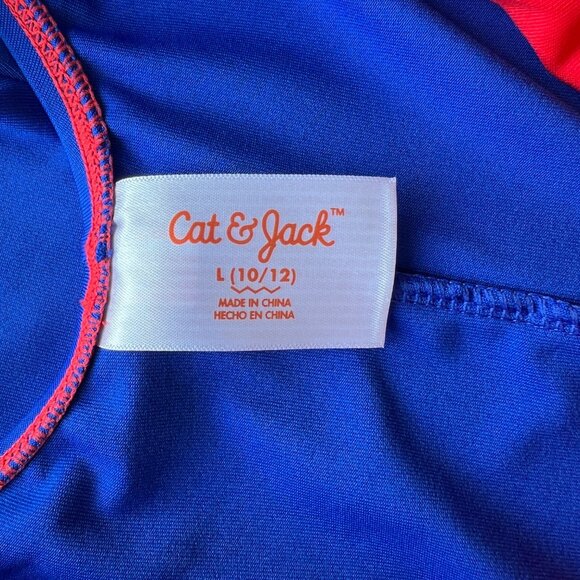 Cat & Jack™
L (10/12)
MADE IN CHINA
HECHO EN CHINA